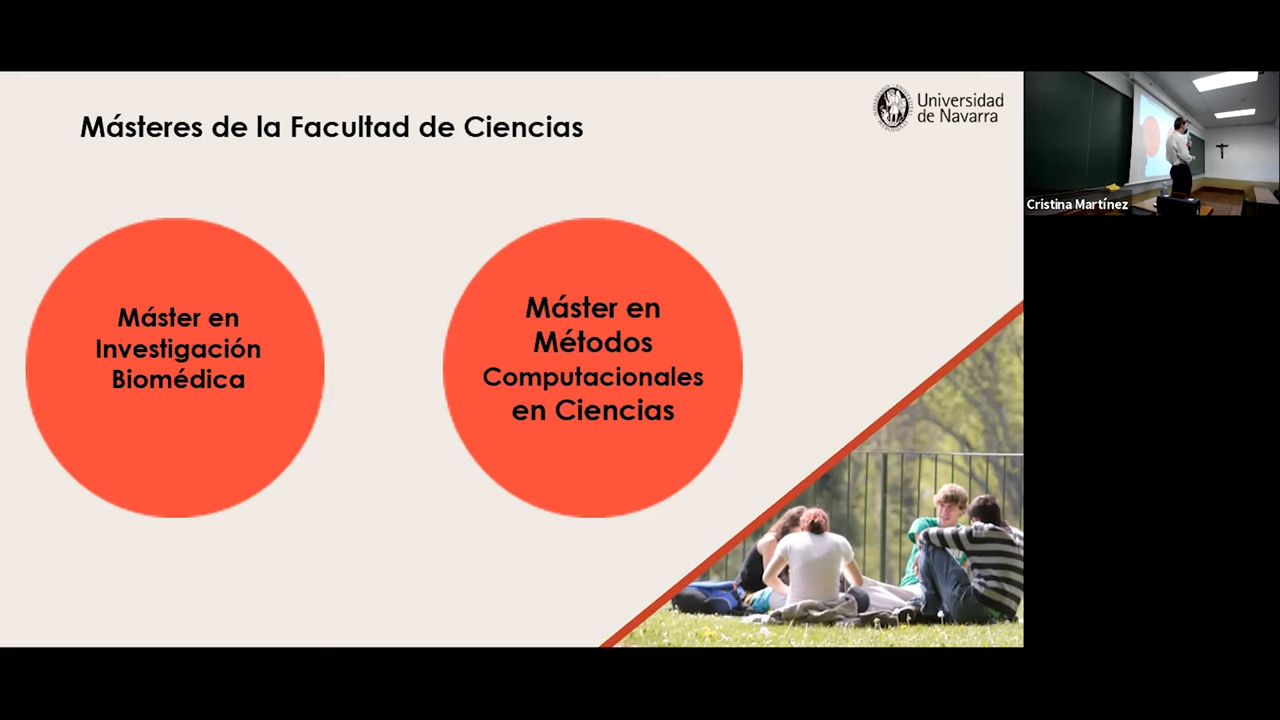 Másteres de la Facultad de Ciencias
Universidad
de Navarra
Máster en
Investigación
Biomédica
Máster en
Métodos
Computacionales
en Ciencias
Cristina Martínez